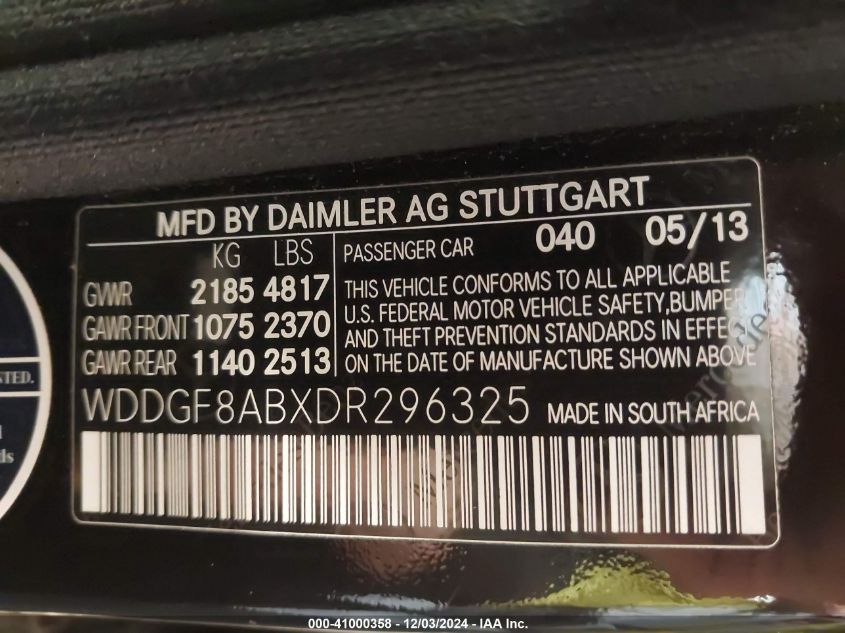 MFD BY DAIMLER AG STUTTGART
KG LBS
GVWR 2185 4817
GAWR FRONT 1075 2370
GAWR REAR 1140 2513
PASSENGER CAR 040 05/13
THIS VEHICLE CONFORMS TO ALL APPLICABLE
U.S. FEDERAL MOTOR VEHICLE SAFETY,BUMPER
AND THEFT PREVENTION STANDARDS IN EFFECT
ON THE DATE OF MANUFACTURE SHOWN ABOVE
WDDGF8ABXDR296325 MADE IN SOUTH AFRICA
TED.
ds
000-41000358 - 12/03/2024 - IAA Inc.